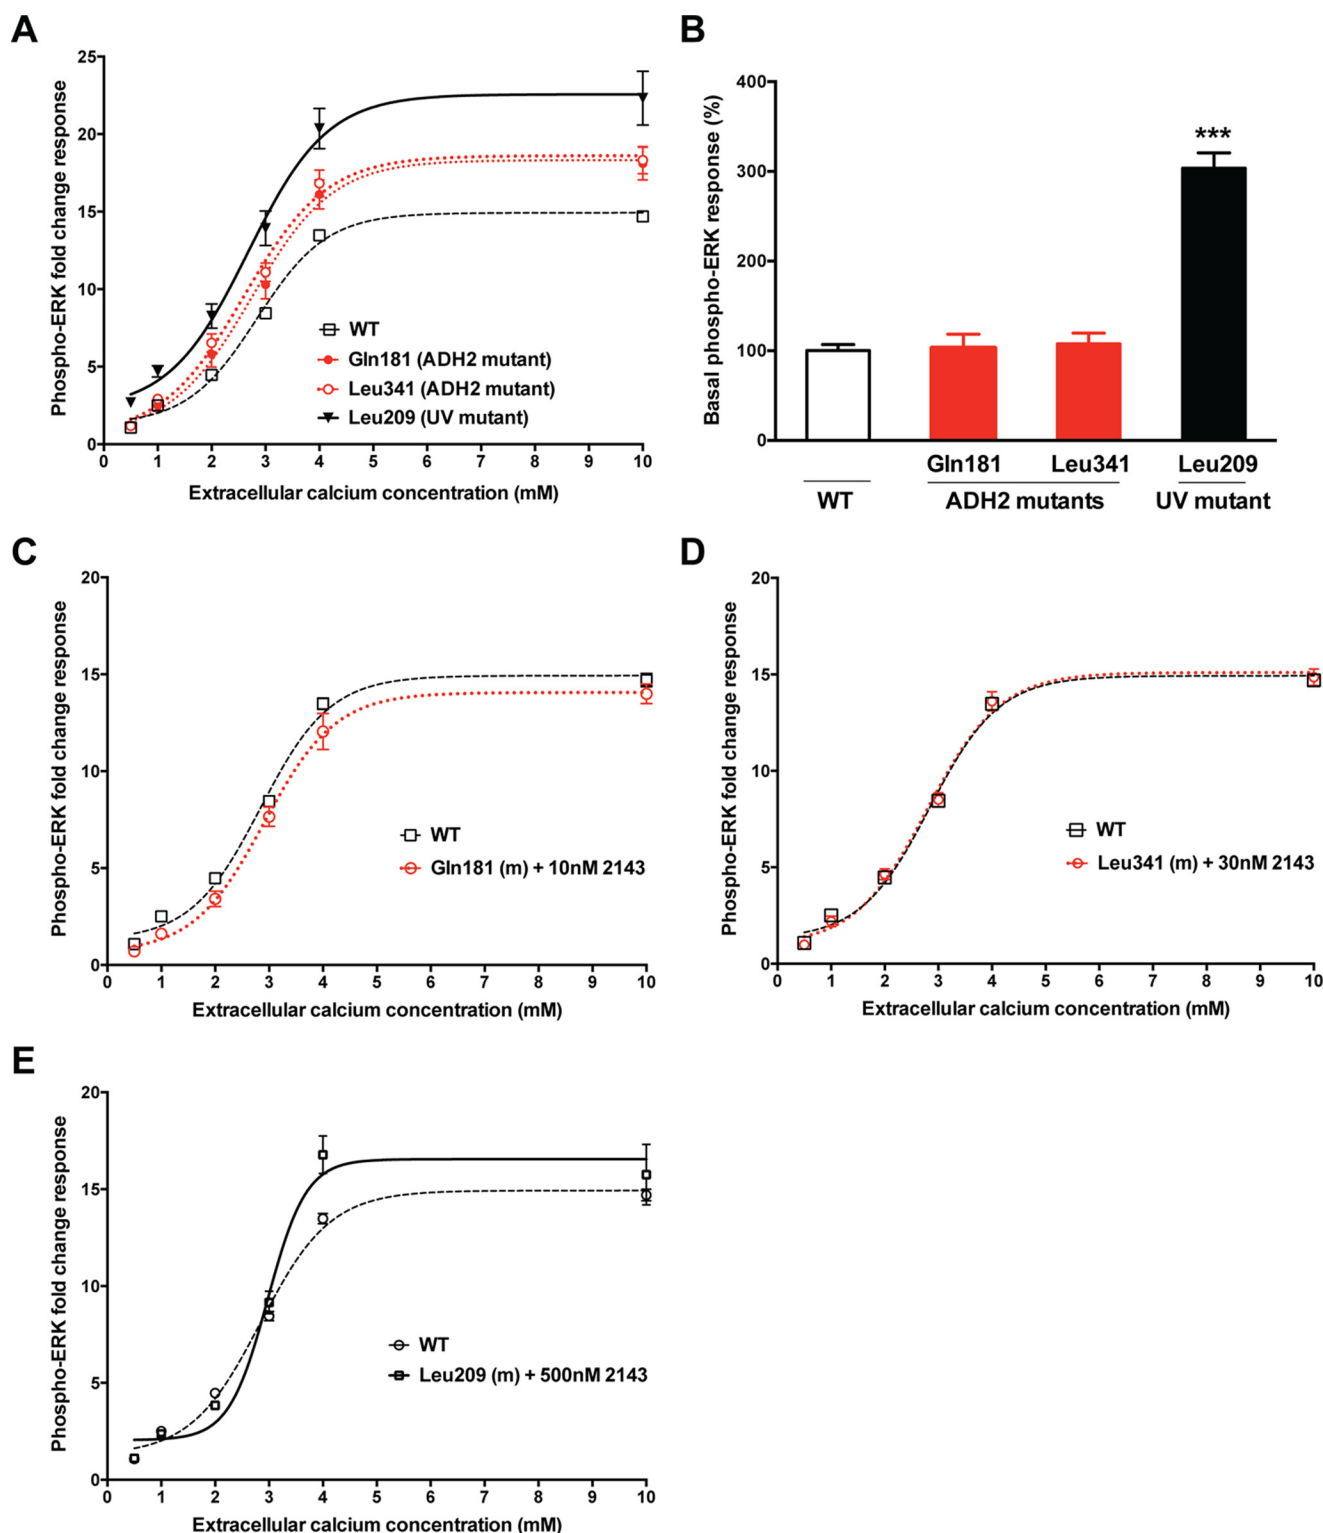 A
25
20
15
10
5
0
Phospho-ERK fold change response
WT
Gln181 (ADH2 mutant)
Leu341 (ADH2 mutant)
Leu209 (UV mutant)
0 1 2 3 4 5 6 7 8 9 10
Extracellular calcium concentration (mM)
B
400
300
200
100
0
Basal phospho-ERK response (%)
***
Gln181 Leu341 Leu209
WT ADH2 mutants UV mutant
C
20
15
10
5
0
Phospho-ERK fold change response
WT
Gln181 (m) + 10nM 2143
0 1 2 3 4 5 6 7 8 9 10
Extracellular calcium concentration (mM)
D
20
15
10
5
0
Phospho-ERK fold change response
WT
Leu341 (m) + 30nM 2143
0 1 2 3 4 5 6 7 8 9 10
Extracellular calcium concentration (mM)
E
20
15
10
5
0
Phospho-ERK fold change response
WT
Leu209 (m) + 500nM 2143
0 1 2 3 4 5 6 7 8 9 10
Extracellular calcium concentration (mM)